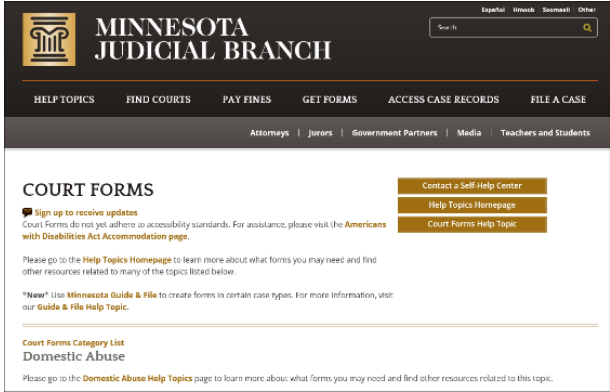 Español Hmoob Soomaali Other
MINNESOTA
JUDICIAL BRANCH
Search
HELP TOPICS FIND COURTS PAY FINES GET FORMS ACCESS CASE RECORDS FILE A CASE
Attorneys | Jurors | Government Partners | Media | Teachers and Students
COURT FORMS
Contact a Self-Help Center
Help Topics Homepage
Court Forms Help Topic
Sign up to receive updates
Court Forms do not yet adhere to accessibility standards. For assistance, please visit the Americans
with Disabilities Act Accommodation page.
Please go to the Help Topics Homepage to learn more about what forms you may need and find
other resources related to many of the topics listed below.
*New* Use Minnesota Guide & File to create forms in certain case types. For more information, visit
our Guide & File Help Topic.
Court Forms Category List
Domestic Abuse
Please go to the Domestic Abuse Help Topics page to learn more about what forms you may need and find other resources related to this topic.